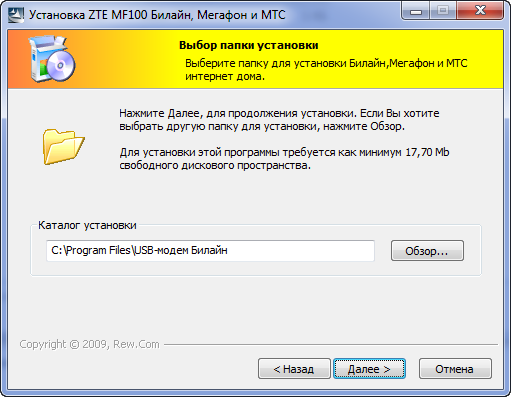 Установка ZTE MF100 Билайн, Мегафон и МТС
Выбор папки установки
Выберите папку для установки Билайн,Мегафон и МТС
интернет дома.
Нажмите Далее, для продолжения установки. Если Вы хотите
выбрать другую папку для установки, нажмите Обзор.
Для установки этой программы требуется как минимум 17,70 Mb
свободного дискового пространства.
Каталог установки
C:\Program Files\USB-модем Билайн
Обзор...
Copyright © 2009, Rew.Com
< Назад
Далее >
Отмена